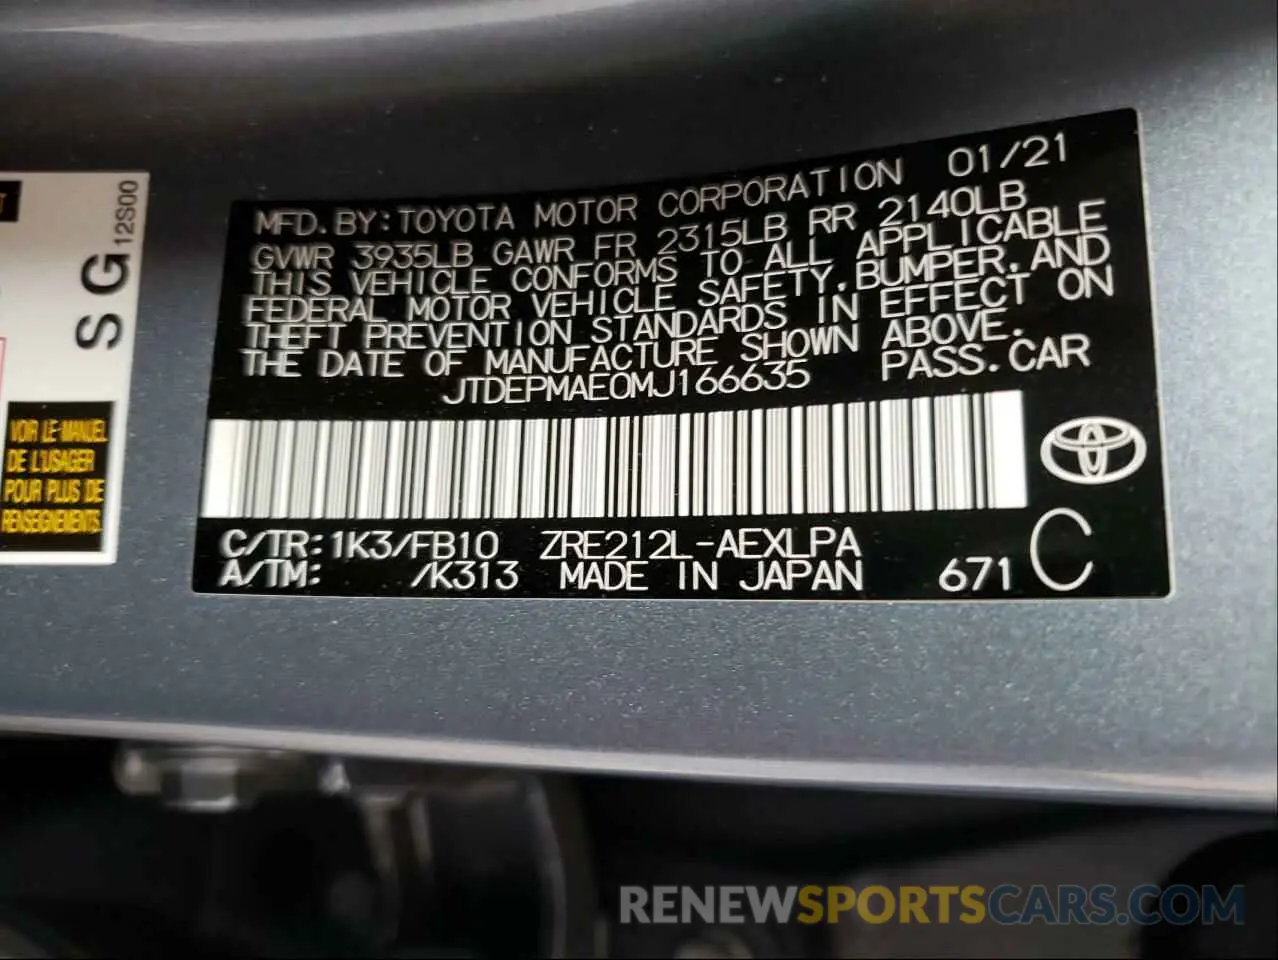 MFD. BY: TOYOTA MOTOR CORPORATION 01/21
GVWR 3935LB GAWR FR 2315LB RR 2140LB
THIS VEHICLE CONFORMS TO ALL APPLICABLE
FEDERAL MOTOR VEHICLE SAFETY, BUMPER, AND
THEFT PREVENTION STANDARDS IN EFFECT ON
THE DATE OF MANUFACTURE SHOWN ABOVE.
JTDEPMAE0MJ166635 PASS. CAR
C/TR: 1K3/FB10 ZRE212L-AEXLPA
A/TM: /K313 MADE IN JAPAN 671 C
S G 12S00
VOIR LE MANUEL
DE L'USAGER
POUR PLUS DE
RENSEIGNEMENTS.
RENEWSPORTSCARS.COM